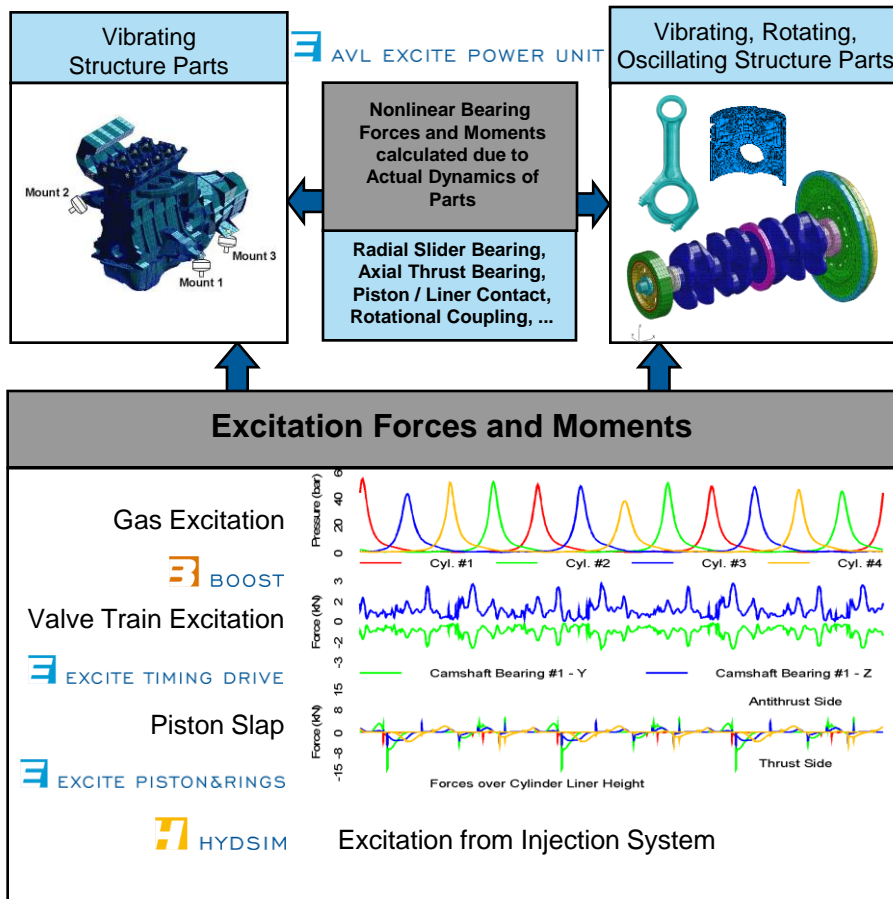 Vibrating
Structure Parts
AVL EXCITE POWER UNIT
Vibrating, Rotating,
Oscillating Structure Parts
Mount 2
Mount 3
Mount 1
Nonlinear Bearing
Forces and Moments
calculated due to
Actual Dynamics of
Parts
Radial Slider Bearing,
Axial Thrust Bearing,
Piston / Liner Contact,
Rotational Coupling, ...
Excitation Forces and Moments
Gas Excitation
BOOST
Pressure (bar)
0 20 40 60
Cyl. #1 Cyl. #2 Cyl. #3 Cyl. #4
Valve Train Excitation
EXCITE TIMING DRIVE
Force (kN)
-3 -2 0 2 3
Camshaft Bearing #1 - Y Camshaft Bearing #1 - Z
Piston Slap
EXCITE PISTON&RINGS
Force (kN)
-15 -8 0 8 15
Antithrust Side
Thrust Side
Forces over Cylinder Liner Height
HYDSIM
Excitation from Injection System